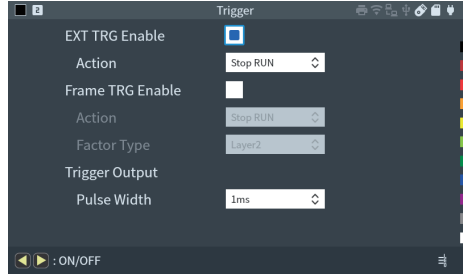 2 Trigger
EXT TRG Enable
Action Stop RUN
Frame TRG Enable
Action Stop RUN
Factor Type Layer2
Trigger Output
Pulse Width 1ms
: ON/OFF